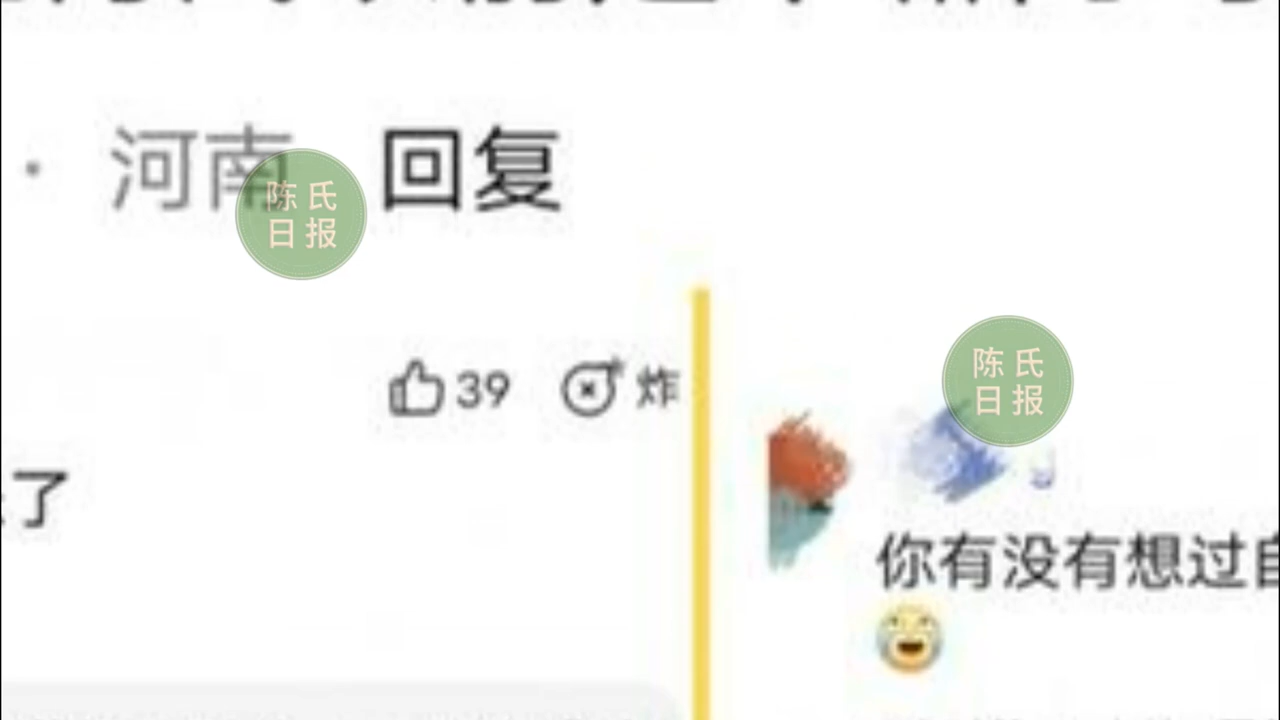 · 河南 回复
陈氏
日报
39 炸
陈氏
日报
了
你有没有想过